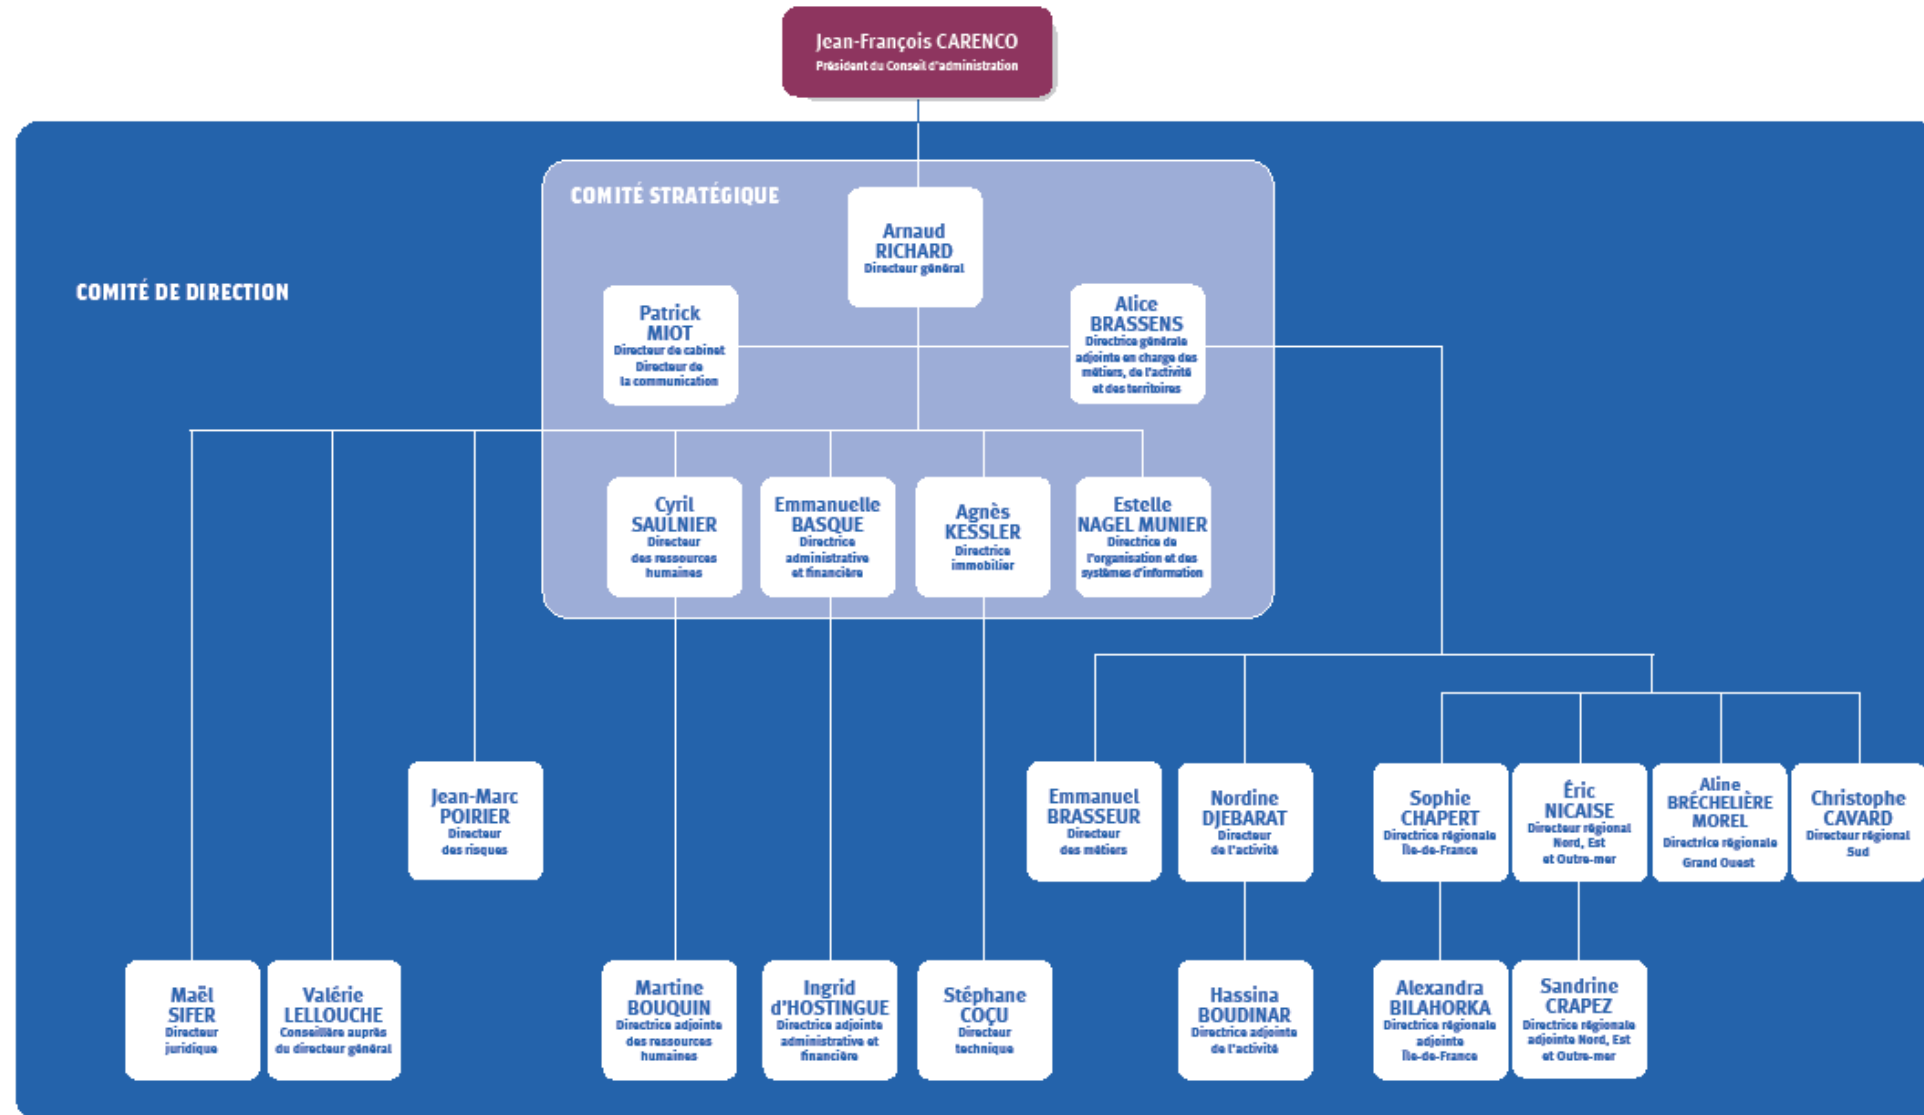 Jean-François CARENCO
Président du Conseil d'administration
COMITÉ STRATÉGIQUE
Arnaud
RICHARD
Directeur général
COMITÉ DE DIRECTION
Patrick
MIOT
Directeur de cabinet
Directeur de
la communication
Alice
BRASSENS
Directrice générale
adjointe en charge des
métiers, de l'activité
et des territoires
Cyril
SAULNIER
Directeur
des ressources
humaines
Emmanuelle
BASQUE
Directrice
administrative
et financière
Agnès
KESSLER
Directrice
immobilier
Estelle
NAGEL MUNIER
Directrice de
l'organisation et des
systèmes d'information
Jean-Marc
POIRIER
Directeur
des risques
Emmanuel
BRASSEUR
Directeur
des métiers
Nordine
DJEBARAT
Directeur
de l'activité
Sophie
CHAPERT
Directrice régionale
Île-de-France
Éric
NICAISE
Directeur régional
Nord, Est
et Outre-mer
Aline
BRÉCHELIÈRE
MOREL
Directrice régionale
Grand Ouest
Christophe
CAVARD
Directeur régional
Sud
Maël
SIFER
Directeur
juridique
Valérie
LELLOUCHE
Conseillère auprès
du directeur général
Martine
BOUQUIN
Directrice adjointe
des ressources
humaines
Ingrid
d'HOSTINGUE
Directrice adjointe
administrative et
financière
Stéphane
COÇU
Directeur
technique
Hassina
BOUDINAR
Directrice adjointe
de l'activité
Alexandra
BILAHORKA
Directrice régionale
adjointe
Île-de-France
Sandrine
CRAPEZ
Directrice régionale
adjointe Nord, Est
et Outre-mer